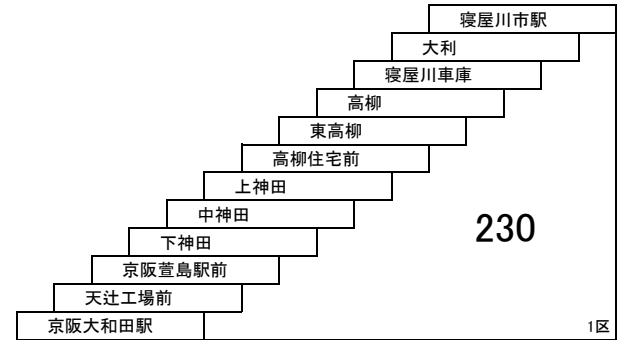 寝屋川市駅
大利
寝屋川車庫
高柳
東高柳
高柳住宅前
上神田
中神田
下神田
京阪萱島駅前
天辻工場前
京阪大和田駅
230
1区